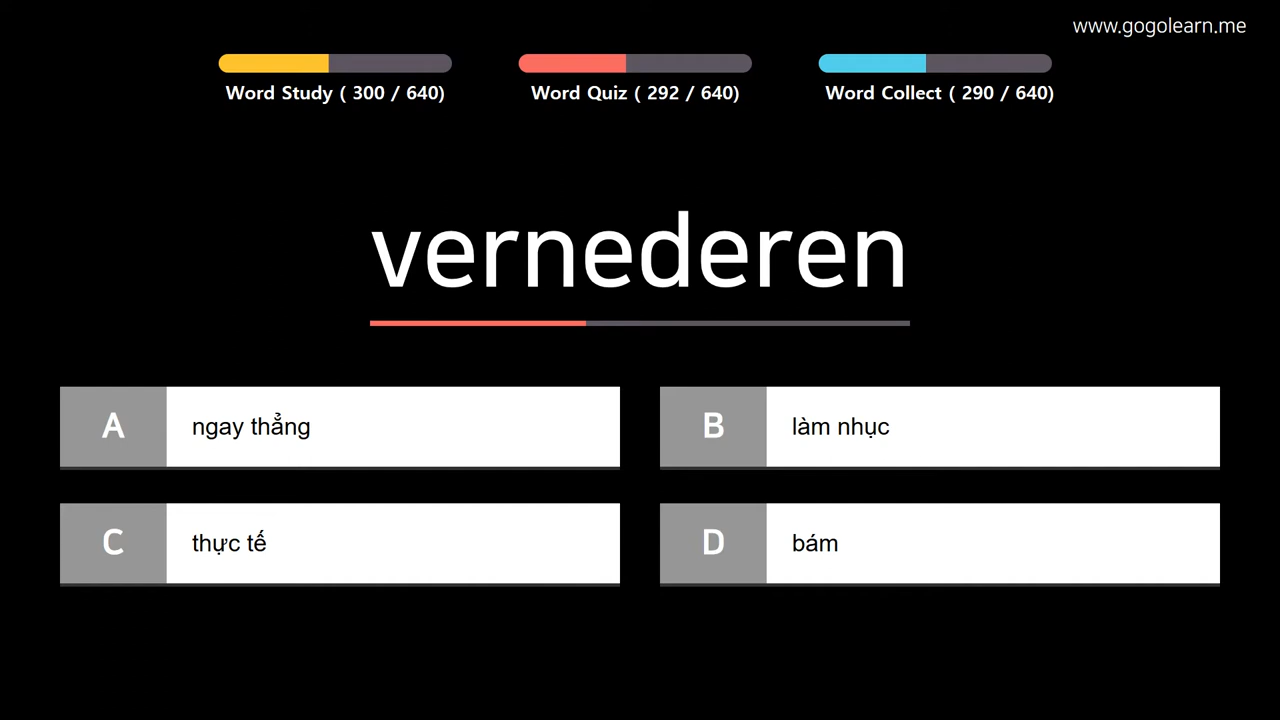 www.gogolearn.me
Word Study ( 300 / 640)
Word Quiz ( 292 / 640)
Word Collect ( 290 / 640)
vernederen
A ngay thẳng
B làm nhục
C thực tế
D bám